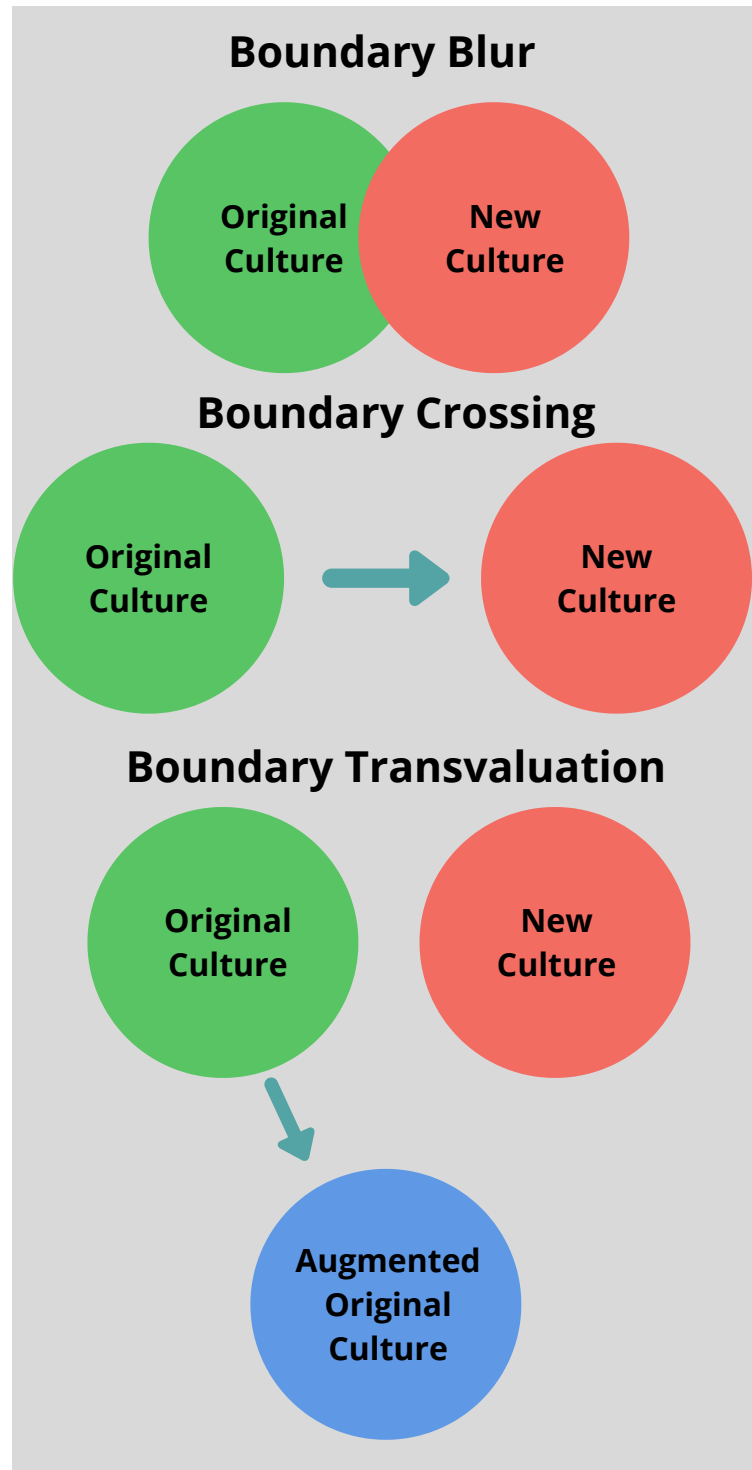 Boundary Blur
Original
Culture
New
Culture
Boundary Crossing
Original
Culture
New
Culture
Boundary Transvaluation
Original
Culture
New
Culture
Augmented
Original
Culture